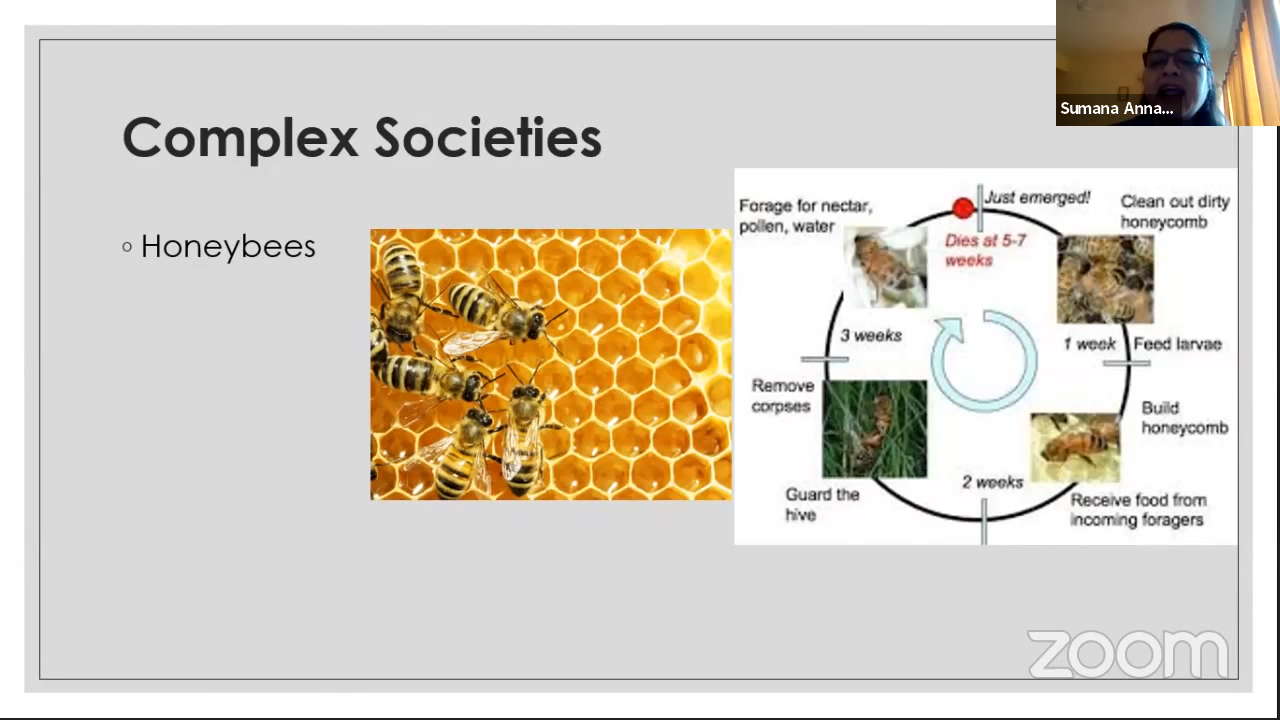 Sumana Anna...
Complex Societies
◦ Honeybees
Just emerged!
Dies at 5-7
weeks
Clean out dirty
honeycomb
1 week
Feed larvae
Build
honeycomb
Receive food from
incoming foragers
2 weeks
Guard the
hive
Remove
corpses
3 weeks
Forage for nectar,
pollen, water
zoom